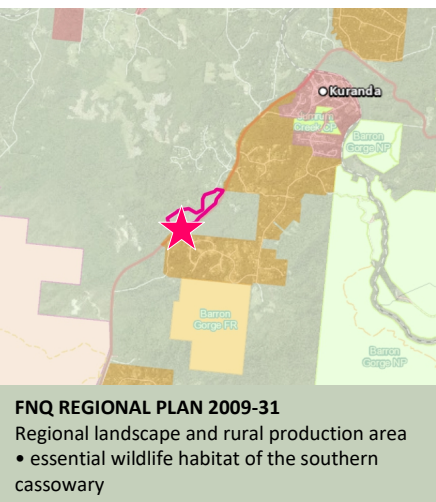 Kuranda
Barron
Gorge NP
Barron
Gorge FR
Barron
Gorge NP
FNQ REGIONAL PLAN 2009-31
Regional landscape and rural production area
• essential wildlife habitat of the southern
cassowary